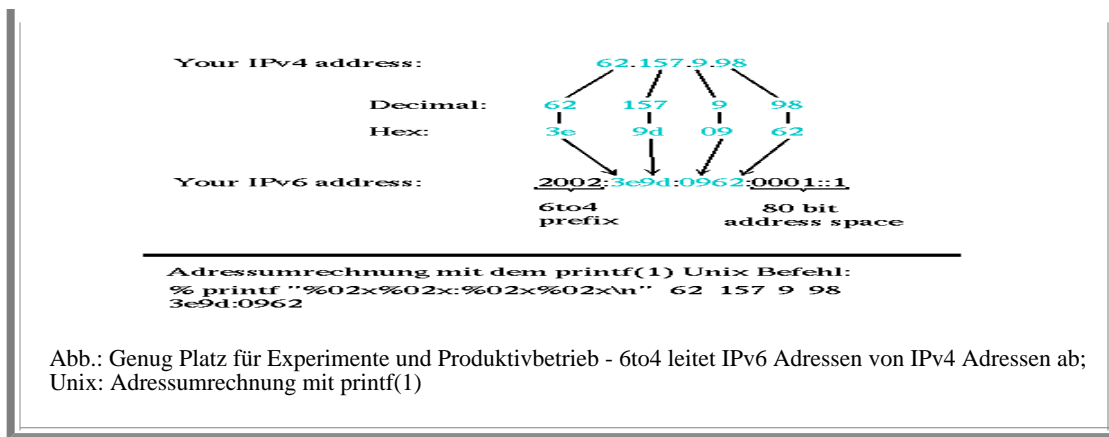 Your IPv4 address: 62.157.9.98
Decimal: 62 157 9 98
Hex: 3e 9d 09 62
Your IPv6 address: 2002:3e9d:0962:0001::1
6to4 80 bit
prefix address space
Adressumrechnung mit dem printf(1) Unix Befehl:
% printf "%02x%02x:%02x%02x\n" 62 157 9 98
3e9d:0962
Abb.: Genug Platz für Experimente und Produktivbetrieb - 6to4 leitet IPv6 Adressen von IPv4 Adressen ab;
Unix: Adressumrechnung mit printf(1)